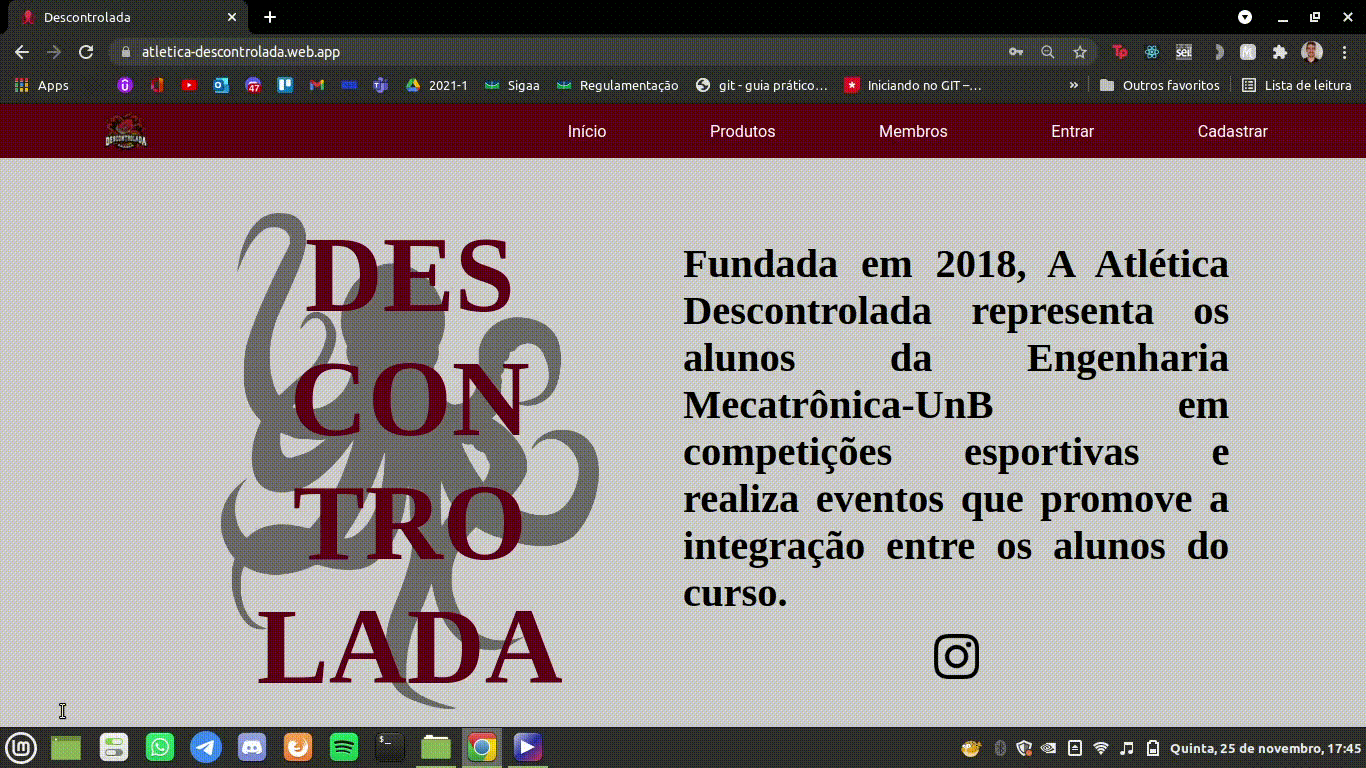 Descontrolada
atletica-descontrolada.web.app
Apps
47
2021-1
Sigaa
Regulamentação
git - guia prático...
Iniciando no GIT –...
»
Outros favoritos
Lista de leitura
DESCONTROLADA
Início
Produtos
Membros
Entrar
Cadastrar
DES
CON
TRO
LADA
Fundada em 2018, A Atlética
Descontrolada representa os
alunos da Engenharia
Mecatrônica-UnB em
competições esportivas e
realiza eventos que promove a
integração entre os alunos do
curso.
Quinta, 25 de novembro, 17:45